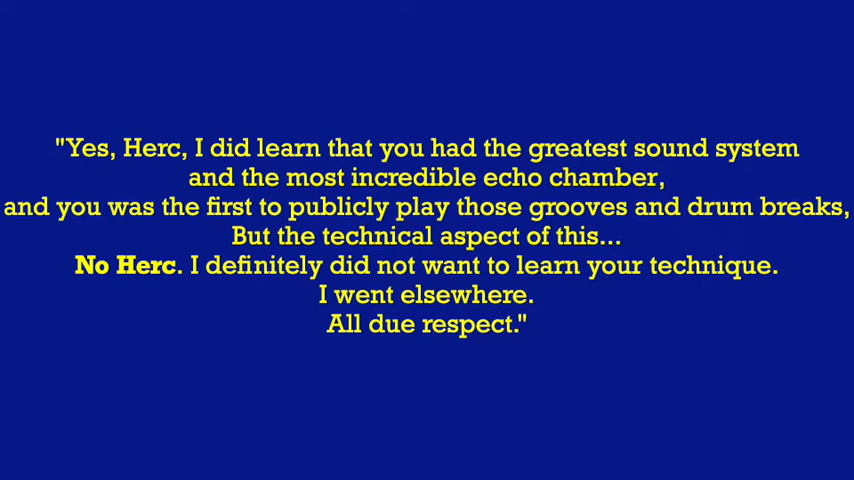 "Yes, Herc, I did learn that you had the greatest sound system
and the most incredible echo chamber,
and you was the first to publicly play those grooves and drum breaks,
But the technical aspect of this...
No Herc. I definitely did not want to learn your technique.
I went elsewhere.
All due respect."